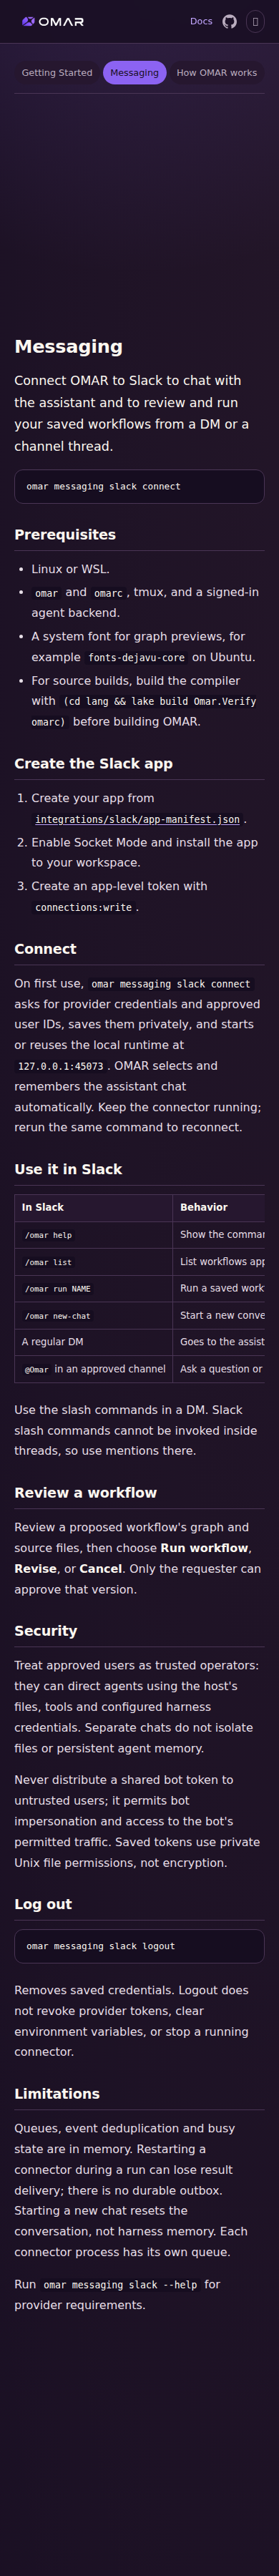 OMAR Docs
Getting Started Messaging How OMAR works
Messaging
Connect OMAR to Slack to chat with
the assistant and to review and run
your saved workflows from a DM or a
channel thread.
omar messaging slack connect
Prerequisites
• Linux or WSL.
• omar and omarc, tmux, and a signed-in
agent backend.
• A system font for graph previews, for
example fonts-dejavu-core on Ubuntu.
• For source builds, build the compiler
with (cd lang && lake build Omar.Verify
omarc) before building OMAR.
Create the Slack app
1. Create your app from
integrations/slack/app-manifest.json.
2. Enable Socket Mode and install the app
to your workspace.
3. Create an app-level token with
connections:write.
Connect
On first use, omar messaging slack connect
asks for provider credentials and approved
user IDs, saves them privately, and starts
or reuses the local runtime at
127.0.0.1:45073. OMAR selects and
remembers the assistant chat
automatically. Keep the connector running;
rerun the same command to reconnect.
Use it in Slack
In Slack Behavior
/omar help Show the comman
/omar list List workflows app
/omar run NAME Run a saved work
/omar new-chat Start a new conve
A regular DM Goes to the assist
@Omar in an approved channel Ask a question or
Use the slash commands in a DM. Slack
slash commands cannot be invoked inside
threads, so use mentions there.
Review a workflow
Review a proposed workflow's graph and
source files, then choose Run workflow,
Revise, or Cancel. Only the requester can
approve that version.
Security
Treat approved users as trusted operators:
they can direct agents using the host's
files, tools and configured harness
credentials. Separate chats do not isolate
files or persistent agent memory.
Never distribute a shared bot token to
untrusted users; it permits bot
impersonation and access to the bot's
permitted traffic. Saved tokens use private
Unix file permissions, not encryption.
Log out
omar messaging slack logout
Removes saved credentials. Logout does
not revoke provider tokens, clear
environment variables, or stop a running
connector.
Limitations
Queues, event deduplication and busy
state are in memory. Restarting a
connector during a run can lose result
delivery; there is no durable outbox.
Starting a new chat resets the
conversation, not harness memory. Each
connector process has its own queue.
Run omar messaging slack --help for
provider requirements.